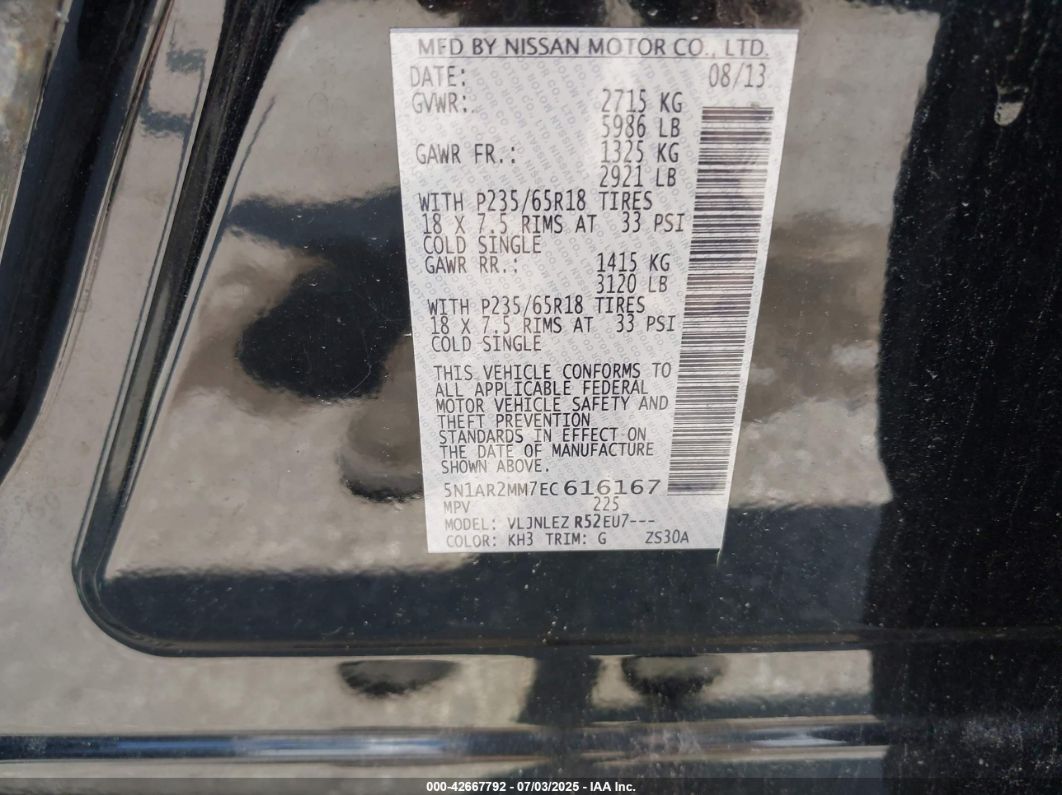 MFD BY NISSAN MOTOR CO., LTD.
DATE: 08/13
GVWR: 2715 KG
5986 LB
GAWR FR.: 1325 KG
2921 LB
WITH P235/65R18 TIRES
18 X 7.5 RIMS AT 33 PSI
COLD SINGLE
GAWR RR.: 1415 KG
3120 LB
WITH P235/65R18 TIRES
18 X 7.5 RIMS AT 33 PSI
COLD SINGLE
THIS VEHICLE CONFORMS TO
ALL APPLICABLE FEDERAL
MOTOR VEHICLE SAFETY AND
THEFT PREVENTION
STANDARDS IN EFFECT ON
THE DATE OF MANUFACTURE
SHOWN ABOVE.
5N1AR2MM7EC616167
MPV 225
MODEL: VLJNLEZ R52EU7---
COLOR: KH3 TRIM: G ZS30A
000-42667792 - 07/03/2025 - IAA Inc.